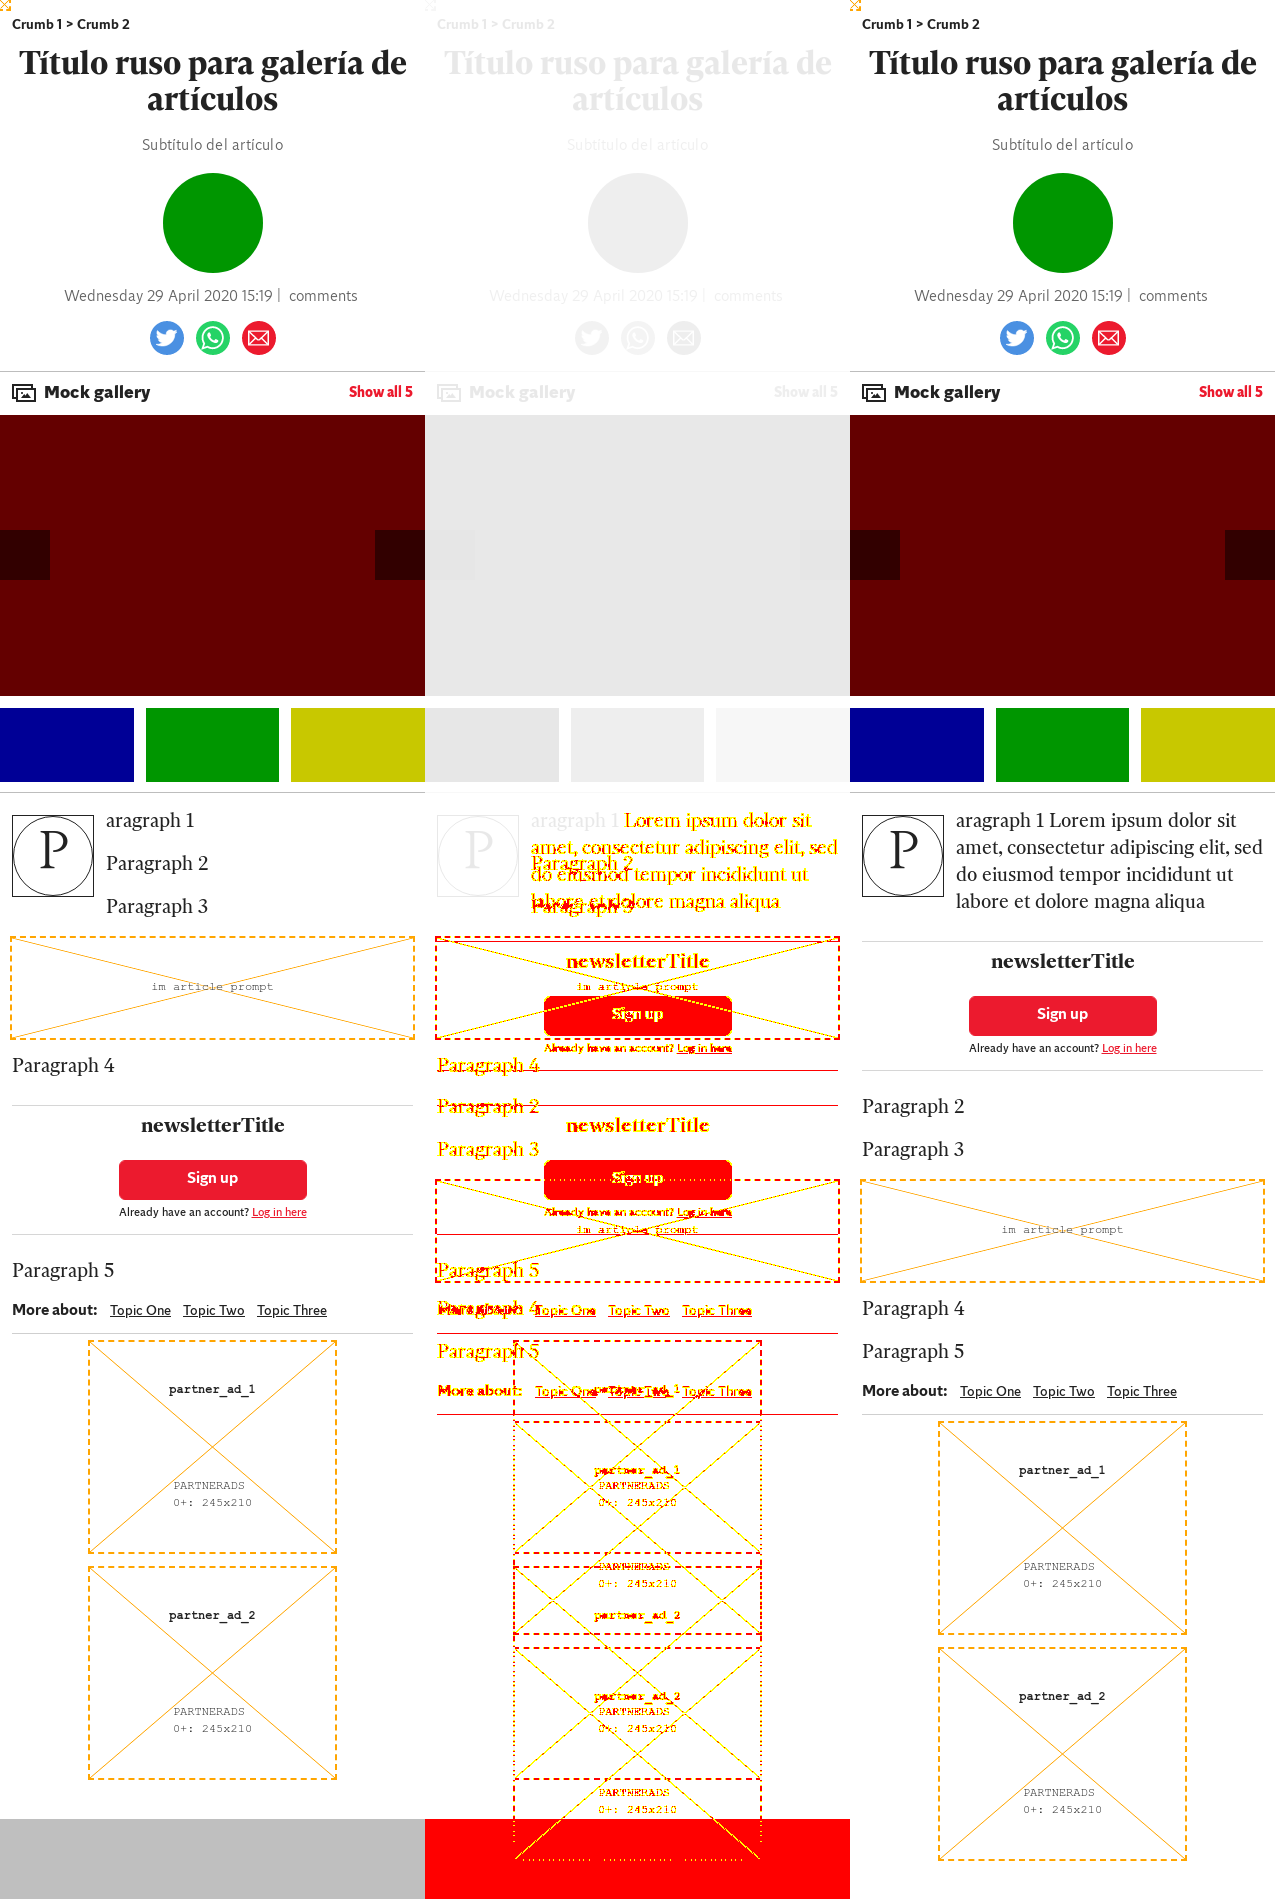 Crumb 1 > Crumb 2
Título ruso para galería de
artículos
Subtitulo del artículo
Wednesday 29 April 2020 15:19 | comments
Mock gallery
Show all 5
P
aragraph 1
Paragraph 2
Paragraph 3
im article prompt
Paragraph 4
newsletterTitle
Sign up
Already have an account? Log in here
Paragraph 5
More about: Topic One Topic Two Topic Three
partner_ad_1
PARTNERADS
0+: 245x210
partner_ad_2
PARTNERADS
0+: 245x210
Crumb 1 > Crumb 2
Título ruso para galería de
artículos
Subtitulo del artículo
Wednesday 29 April 2020 15:19 | comments
Mock gallery
Show all 5
P
aragraph 1 Lorem ipsum dolor sit
amet, consectetur adipiscing elit, sed
Paragraph 2
do eiusmod tempor incididunt ut
labore et dolore magna aliqua
Paragraph 3
newsletterTitle
im article prompt
Sign up
Already have an account? Log in here
Paragraph 4
Paragraph 2
newsletterTitle
Paragraph 3
Sign up
Already have an account? Log in here
im article prompt
Paragraph 5
More about: Topic One Topic Two Topic Three
Paragraph 4
Paragraph 5
More about: Topic One Topic Two Topic Three
partner_ad_1
partner_ad_1
PARTNERADS
0+: 245x210
PARTNERADS
0+: 245x210
partner_ad_2
partner_ad_2
PARTNERADS
0+: 245x210
PARTNERADS
0+: 245x210
Crumb 1 > Crumb 2
Título ruso para galería de
artículos
Subtitulo del artículo
Wednesday 29 April 2020 15:19 | comments
Mock gallery
Show all 5
P
aragraph 1 Lorem ipsum dolor sit
amet, consectetur adipiscing elit, sed
do eiusmod tempor incididunt ut
labore et dolore magna aliqua
newsletterTitle
Sign up
Already have an account? Log in here
Paragraph 2
Paragraph 3
im article prompt
Paragraph 4
Paragraph 5
More about: Topic One Topic Two Topic Three
partner_ad_1
PARTNERADS
0+: 245x210
partner_ad_2
PARTNERADS
0+: 245x210